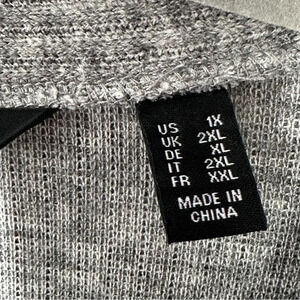 US 1X
UK 2XL
DE XL
IT 2XL
FR XXL
MADE IN
CHINA